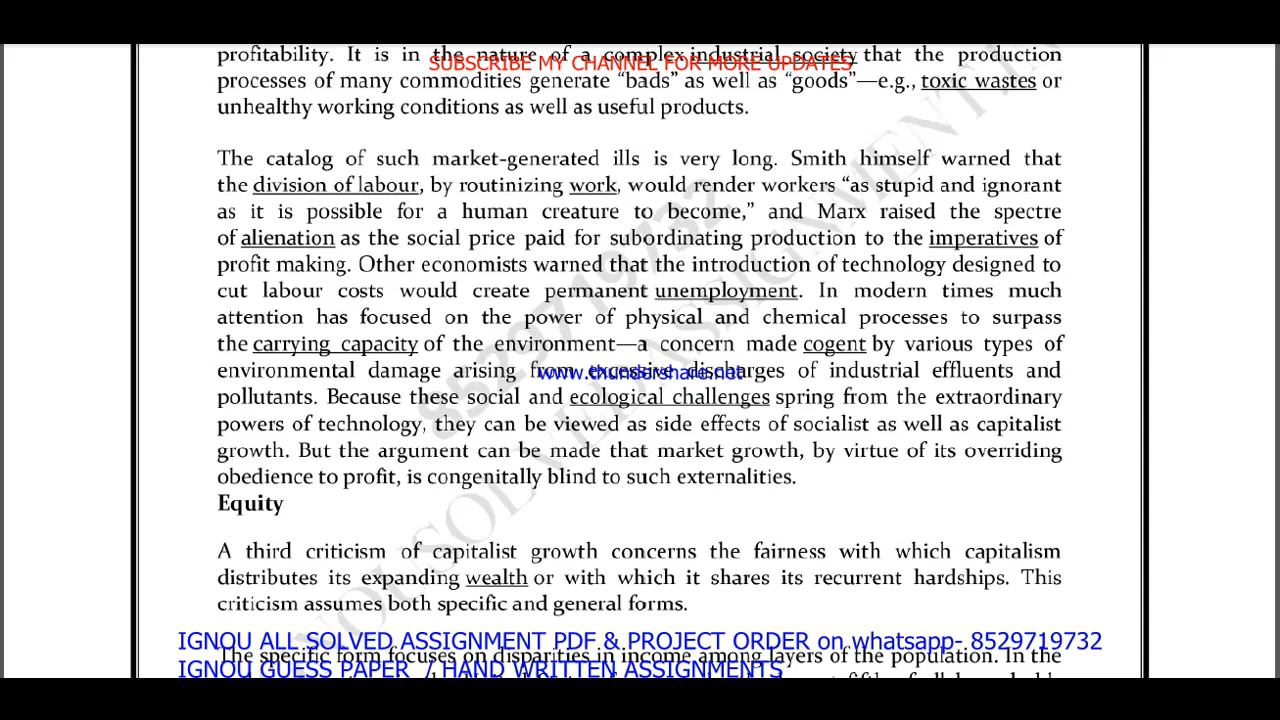 profitability. It is in the nature of a complex industrial society that the production
SUBSCRIBE MY CHANNEL FOR MORE UPDATES
processes of many commodities generate “bads” as well as “goods”—e.g., toxic wastes or
unhealthy working conditions as well as useful products.
The catalog of such market-generated ills is very long. Smith himself warned that
the division of labour, by routinizing work, would render workers “as stupid and ignorant
as it is possible for a human creature to become,” and Marx raised the spectre
of alienation as the social price paid for subordinating production to the imperatives of
profit making. Other economists warned that the introduction of technology designed to
cut labour costs would create permanent unemployment. In modern times much
attention has focused on the power of physical and chemical processes to surpass
the carrying capacity of the environment—a concern made cogent by various types of
environmental damage arising from excessive discharges of industrial effluents and
www.thundershare.net
pollutants. Because these social and ecological challenges spring from the extraordinary
powers of technology, they can be viewed as side effects of socialist as well as capitalist
growth. But the argument can be made that market growth, by virtue of its overriding
obedience to profit, is congenitally blind to such externalities.
Equity
A third criticism of capitalist growth concerns the fairness with which capitalism
distributes its expanding wealth or with which it shares its recurrent hardships. This
criticism assumes both specific and general forms.
IGNOU ALL SOLVED ASSIGNMENT PDF & PROJECT ORDER on whatsapp- 8529719732
The specific form focuses on disparities in income among layers of the population. In the
IGNOU GUESS PAPER / HAND WRITTEN ASSIGNMENTS
8529719732